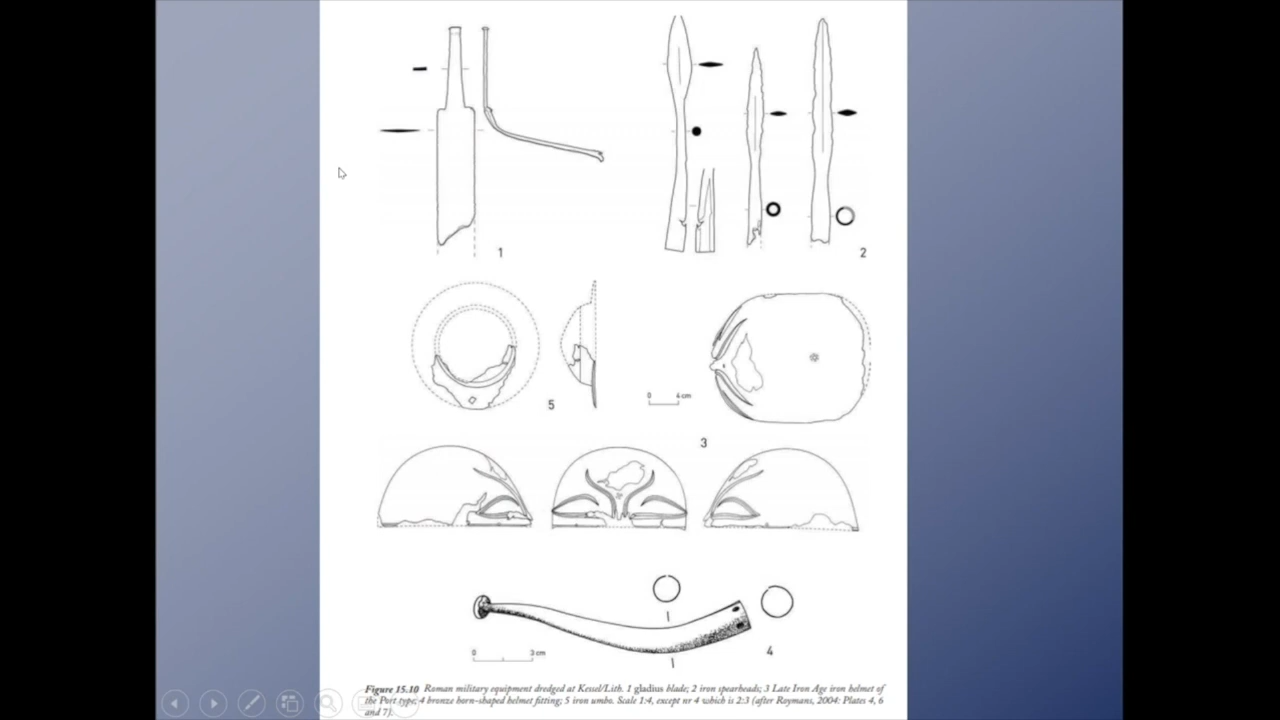 1
2
5
0 4 cm
3
0 3 cm
4
Figure 15.10 Roman military equipment dredged at Kessel/Lith. 1 gladius blade; 2 iron spearheads; 3 Late Iron Age iron helmet of
the Port type; 4 bronze horn-shaped helmet fitting; 5 iron umbo. Scale 1:4, except nr 4 which is 2:3 (after Roymans, 2004: Plates 4, 6
and 7).